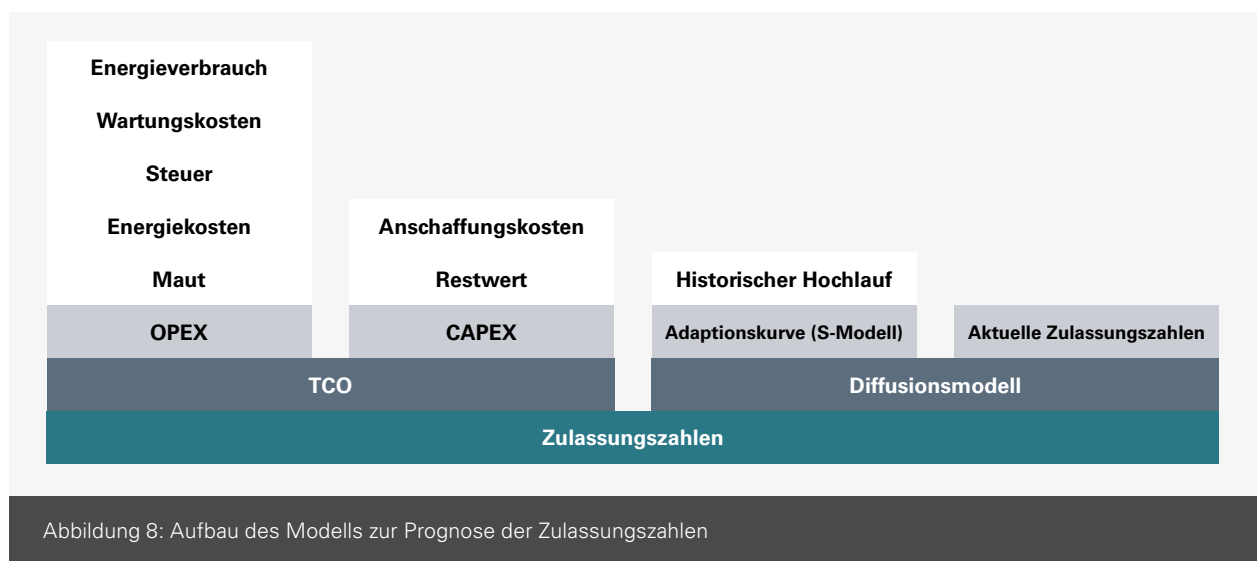 Energieverbrauch
Wartungskosten
Steuer
Energiekosten
Maut
OPEX
Anschaffungskosten
Restwert
CAPEX
TCO
Historischer Hochlauf
Adaptionskurve (S-Modell)
Aktuelle Zulassungszahlen
Diffusionsmodell
Zulassungszahlen
Abbildung 8: Aufbau des Modells zur Prognose der Zulassungszahlen